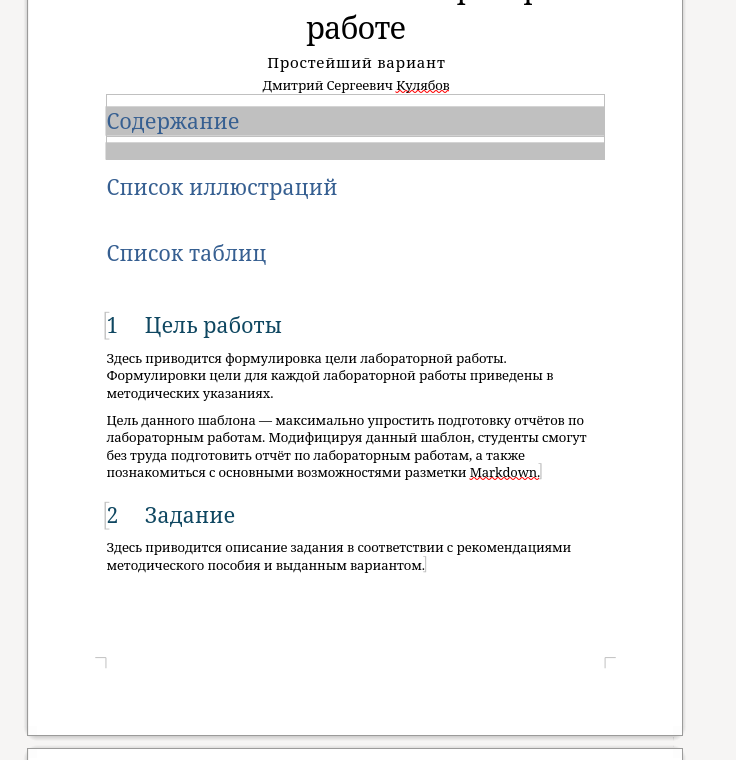 работе
Простейший вариант
Дмитрий Сергеевич Кулябов
Содержание
Список иллюстраций
Список таблиц
1 Цель работы
Здесь приводится формулировка цели лабораторной работы.
Формулировки цели для каждой лабораторной работы приведены в
методических указаниях.
Цель данного шаблона — максимально упростить подготовку отчётов по
лабораторным работам. Модифицируя данный шаблон, студенты смогут
без труда подготовить отчёт по лабораторным работам, а также
познакомиться с основными возможностями разметки Markdown.
2 Задание
Здесь приводится описание задания в соответствии с рекомендациями
методического пособия и выданным вариантом.